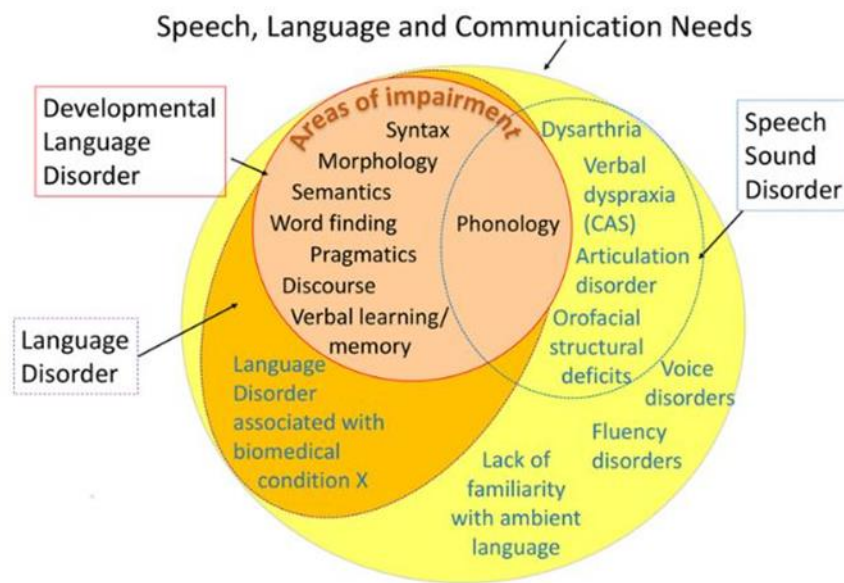 Speech, Language and Communication Needs
Developmental
Language
Disorder
Areas of impairment
Syntax
Morphology
Semantics
Word finding
Pragmatics
Discourse
Verbal learning/
memory
Phonology
Dysarthria
Verbal
dyspraxia
(CAS)
Articulation
disorder
Orofacial
structural
deficits
Speech
Sound
Disorder
Language
Disorder
Language
Disorder
associated with
biomedical
condition X
Voice
disorders
Fluency
disorders
Lack of
familiarity
with ambient
language